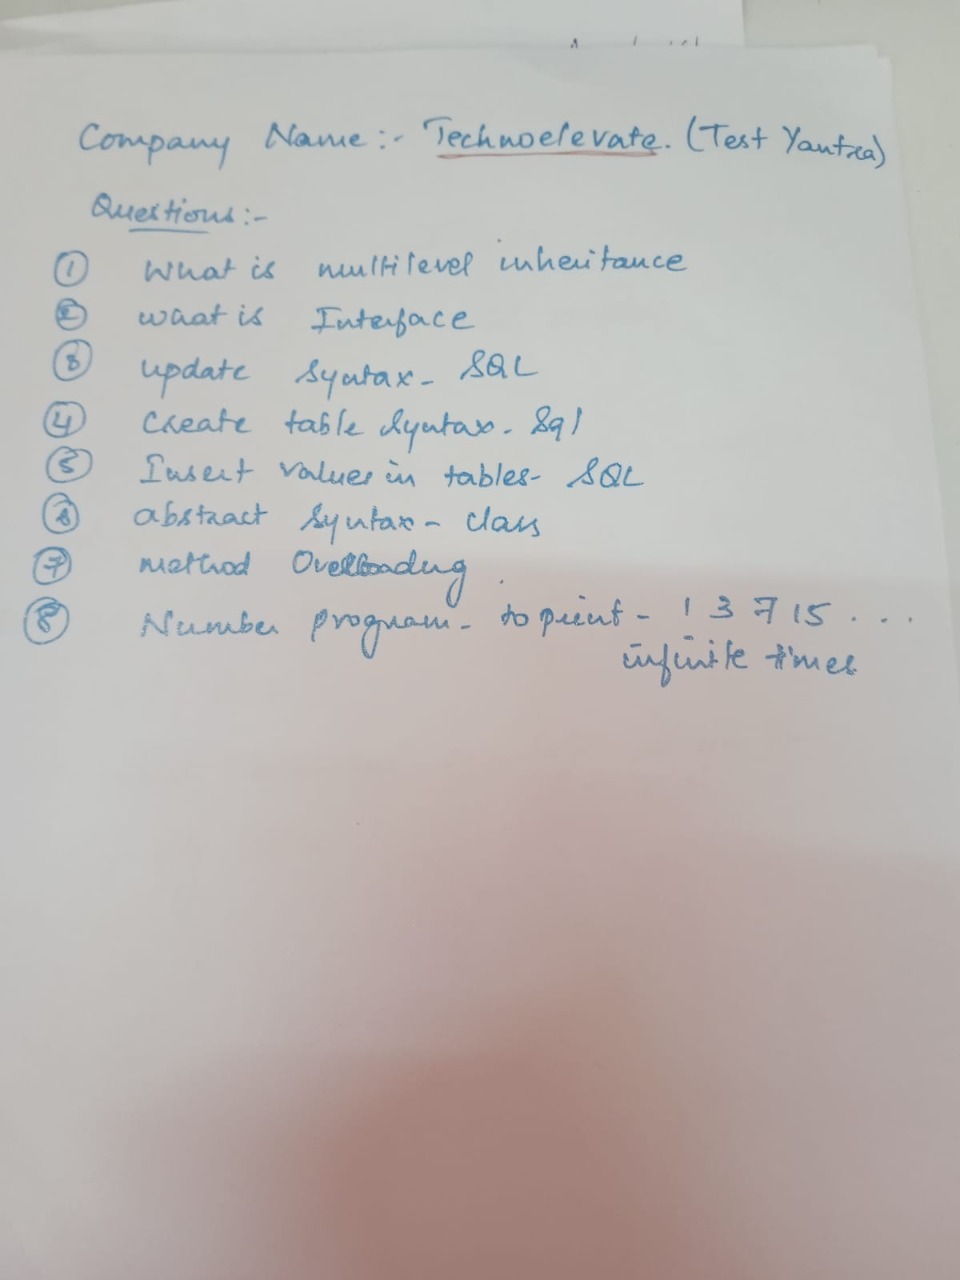 Company Name :- Technoelevate. (Test Yantra)
Questions :-
① What is multilevel inheritance
② what is Interface
③ update syntax - SQL
④ Create table syntax - Sql
⑤ Insert values in tables - SQL
⑥ abstract syntax - class
⑦ method Overloading .
⑧ Number program - to print - 1 3 7 15 ...
infinite times